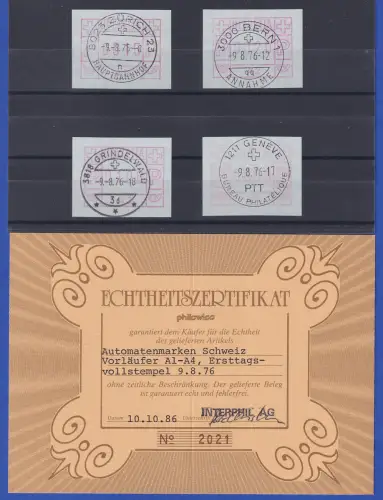 8023 ZÜRICH 23
-9.-8.76-
HAUPTBAHNHOF
3000 BERN 1
-9.8.76-12
ANNAHME
3818 GRINDELWALD
-9.-8.76-18
1211 GENEVE
-9.8.76-17
PTT
BUREAU PHILATELIQUE
ECHTHEITSZERTIFIKAT
philswiss
garantiert dem Käufer für die Echtheit
des gelieferten Artikels
Automatenmarken Schweiz
Vorläufer A1-A4, Ersttags-
vollstempel 9.8.76
ohne zeitliche Beschränkung. Der gelieferte Beleg
ist garantiert echt und fehlerfrei.
Datum 10.10.86 INTERPHIL AG
No 2021